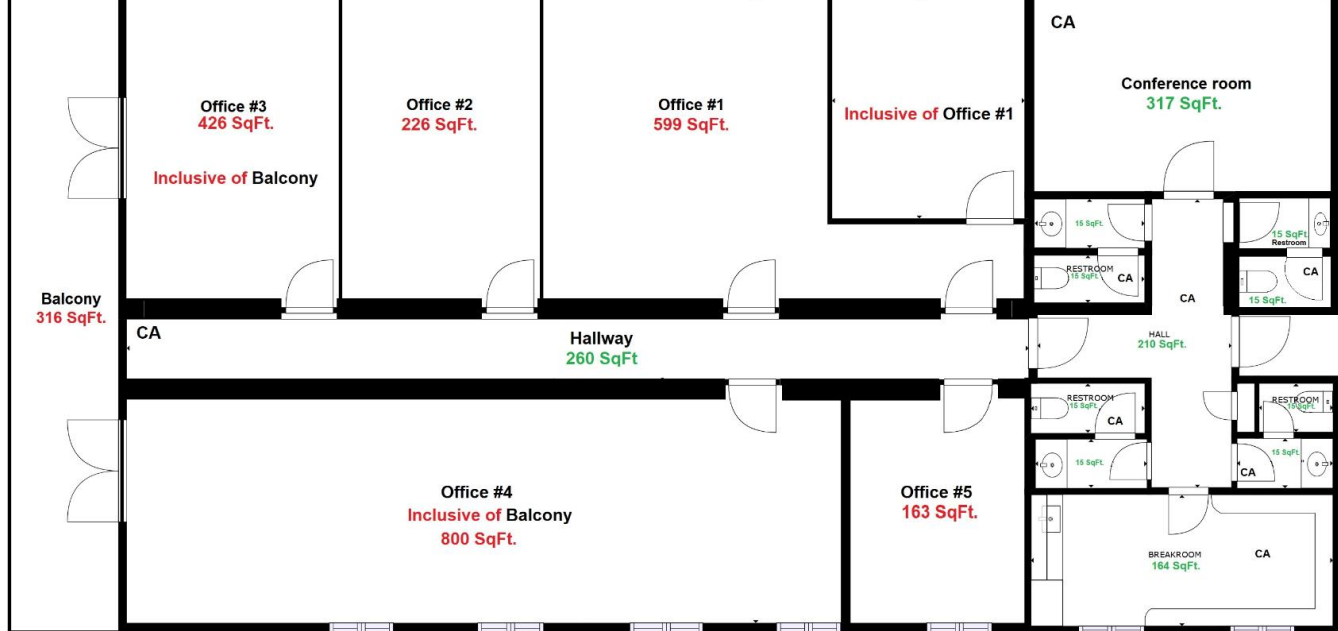 CA
Office #3
426 SqFt.
Inclusive of Balcony
Office #2
226 SqFt.
Office #1
599 SqFt.
Inclusive of Office #1
Conference room
317 SqFt.
15 SqFt.
RESTROOM
15 SqFt.
CA
15 SqFt.
Restroom
CA
15 SqFt.
CA
Balcony
316 SqFt.
CA
Hallway
260 SqFt
HALL
210 SqFt.
RESTROOM
15 SqFt.
CA
15 SqFt.
RESTROOM
15 SqFt.
15 SqFt.
CA
Office #4
Inclusive of Balcony
800 SqFt.
Office #5
163 SqFt.
BREAKROOM
164 SqFt.
CA